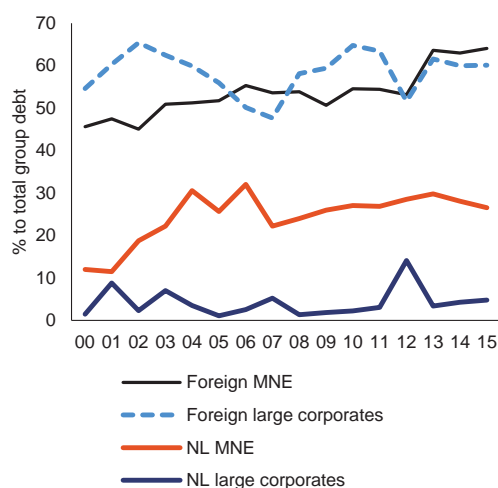 % to total group debt
70
60
50
40
30
20
10
0
00 01 02 03 04 05 06 07 08 09 10 11 12 13 14 15
Foreign MNE
Foreign large corporates
NL MNE
NL large corporates